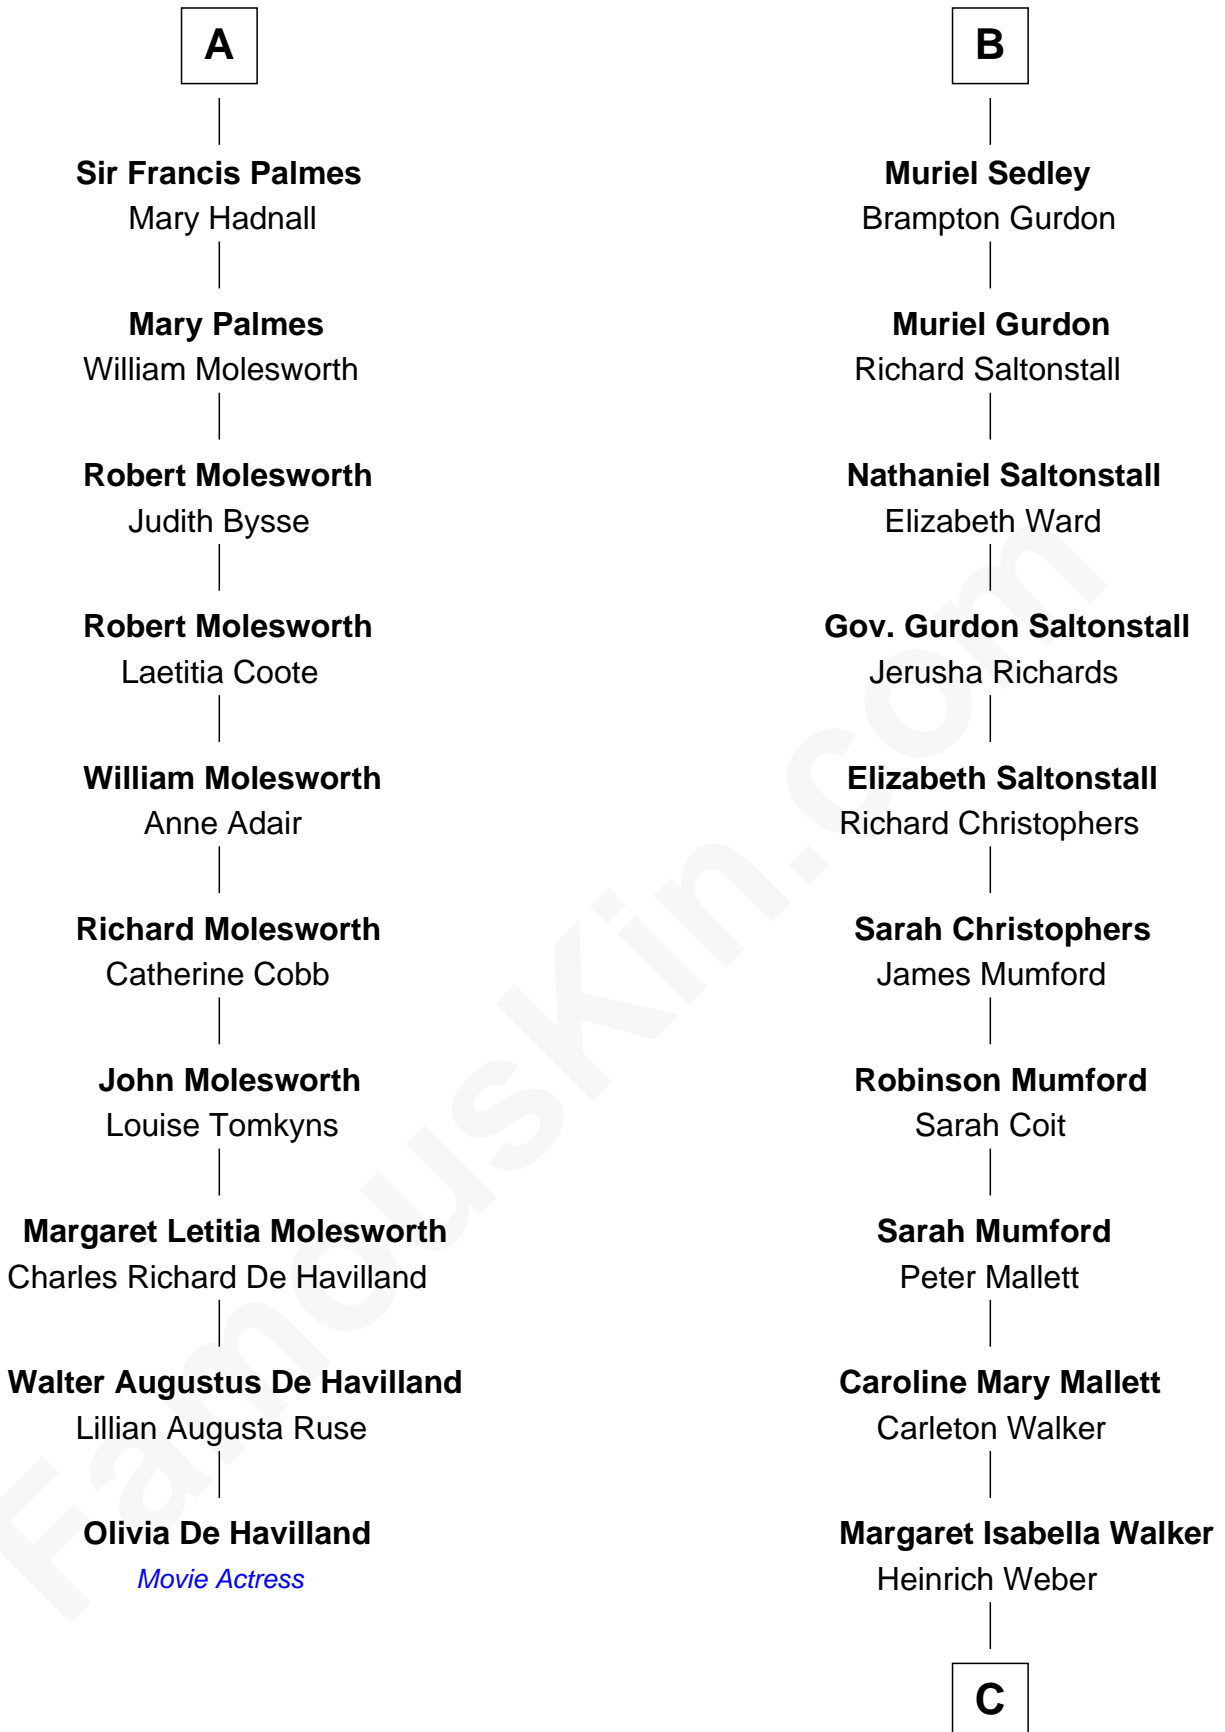 A
Sir Francis Palmes
Mary Hadnall
Mary Palmes
William Molesworth
Robert Molesworth
Judith Bysse
Robert Molesworth
Laetitia Coote
William Molesworth
Anne Adair
Richard Molesworth
Catherine Cobb
John Molesworth
Louise Tomkyns
Margaret Letitia Molesworth
Charles Richard De Havilland
Walter Augustus De Havilland
Lillian Augusta Ruse
Olivia De Havilland
Movie Actress
B
Muriel Sedley
Brampton Gurdon
Muriel Gurdon
Richard Saltonstall
Nathaniel Saltonstall
Elizabeth Ward
Gov. Gurdon Saltonstall
Jerusha Richards
Elizabeth Saltonstall
Richard Christophers
Sarah Christophers
James Mumford
Robinson Mumford
Sarah Coit
Sarah Mumford
Peter Mallett
Caroline Mary Mallett
Carleton Walker
Margaret Isabella Walker
Heinrich Weber
C
FamousKin.com